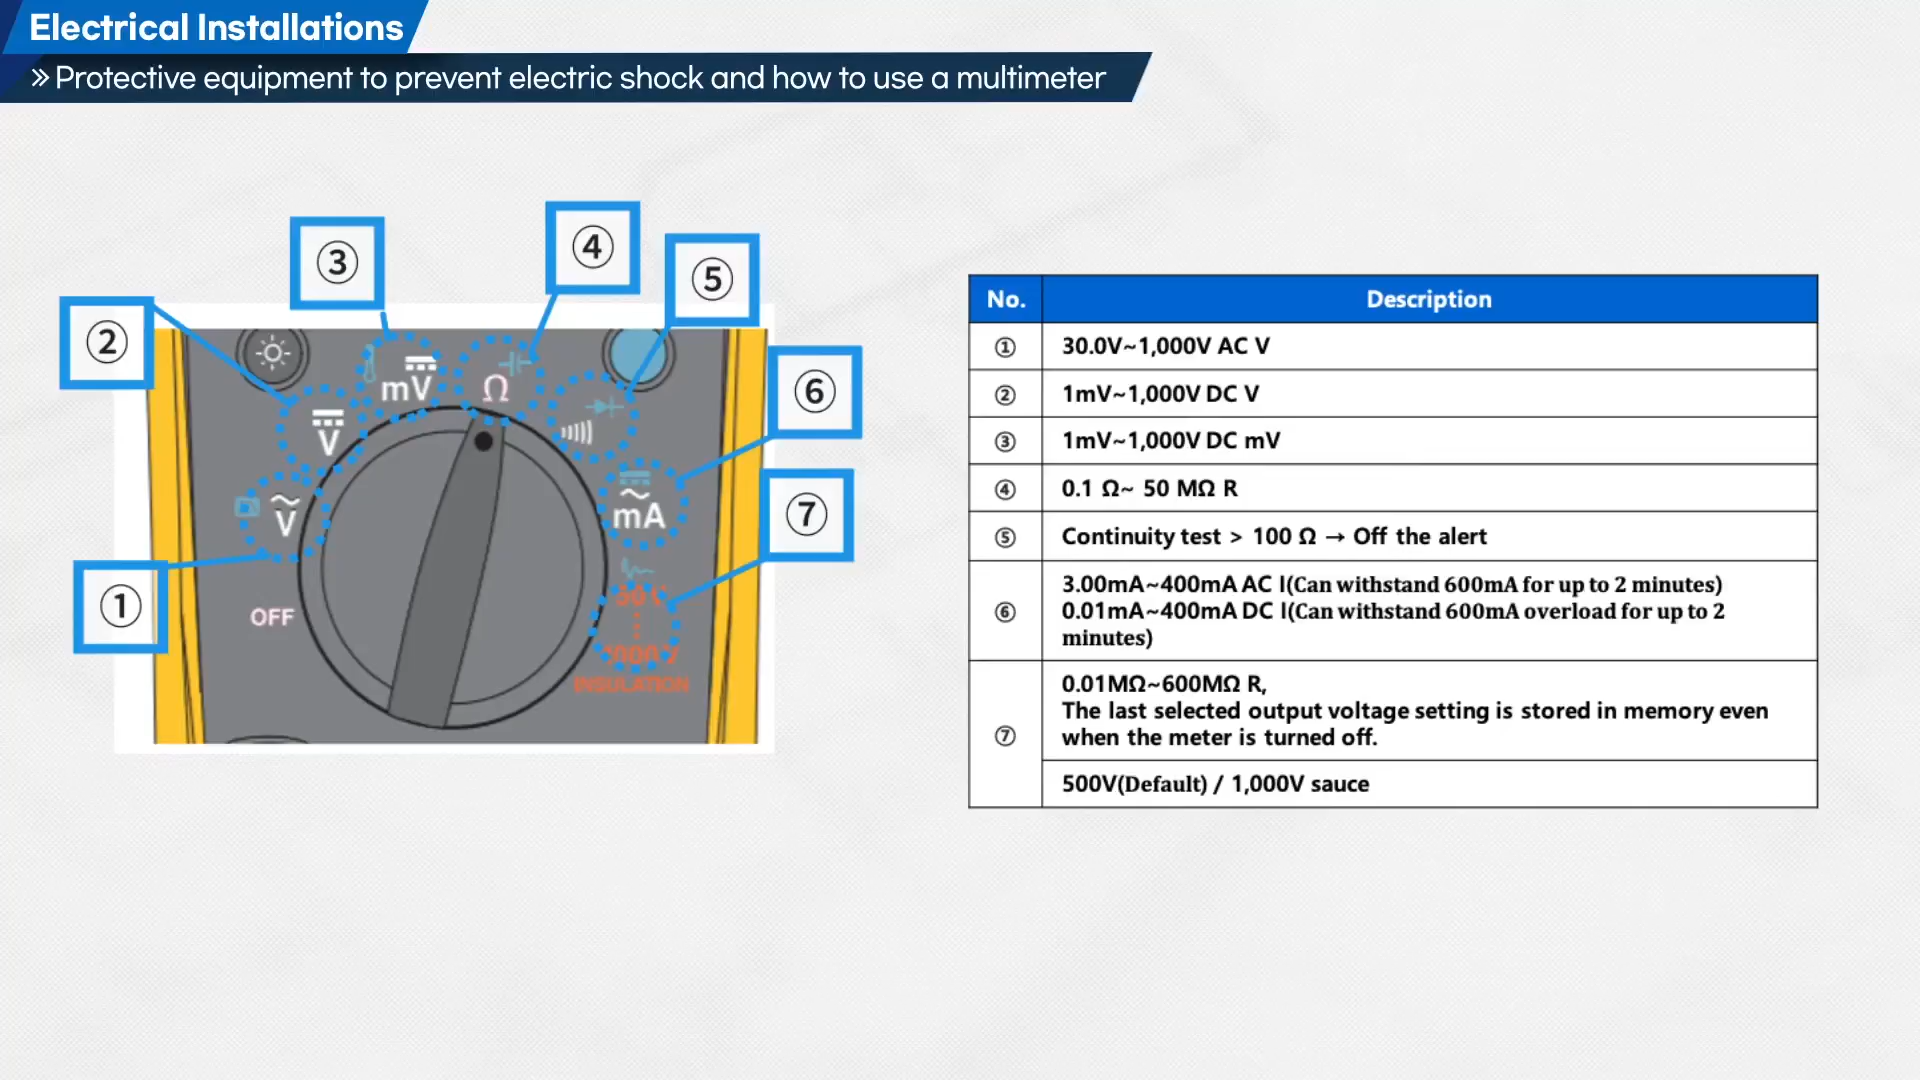 Electrical Installations
» Protective equipment to prevent electric shock and how to use a multimeter
③
④
⑤
②
⑥
⑦
①
mV
Ω
V
V
mA
OFF
1000 V
INSULATION
No. Description
① 30.0V~1,000V AC V
② 1mV~1,000V DC V
③ 1mV~1,000V DC mV
④ 0.1 Ω~ 50 MΩ R
⑤ Continuity test > 100 Ω → Off the alert
⑥ 3.00mA~400mA AC I(Can withstand 600mA for up to 2 minutes)
0.01mA~400mA DC I(Can withstand 600mA overload for up to 2
minutes)
⑦ 0.01MΩ~600MΩ R,
The last selected output voltage setting is stored in memory even
when the meter is turned off.
500V(Default) / 1,000V sauce